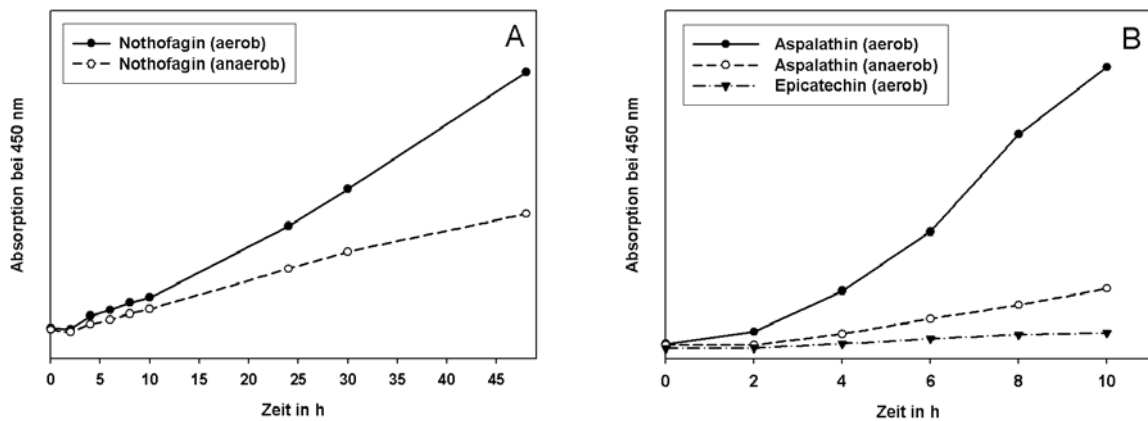 A
Nothofagin (aerob)
Nothofagin (anaerob)
Absorption bei 450 nm
0 5 10 15 20 25 30 35 40 45
Zeit in h
B
Aspalathin (aerob)
Aspalathin (anaerob)
Epicatechin (aerob)
Absorption bei 450 nm
0 2 4 6 8 10
Zeit in h